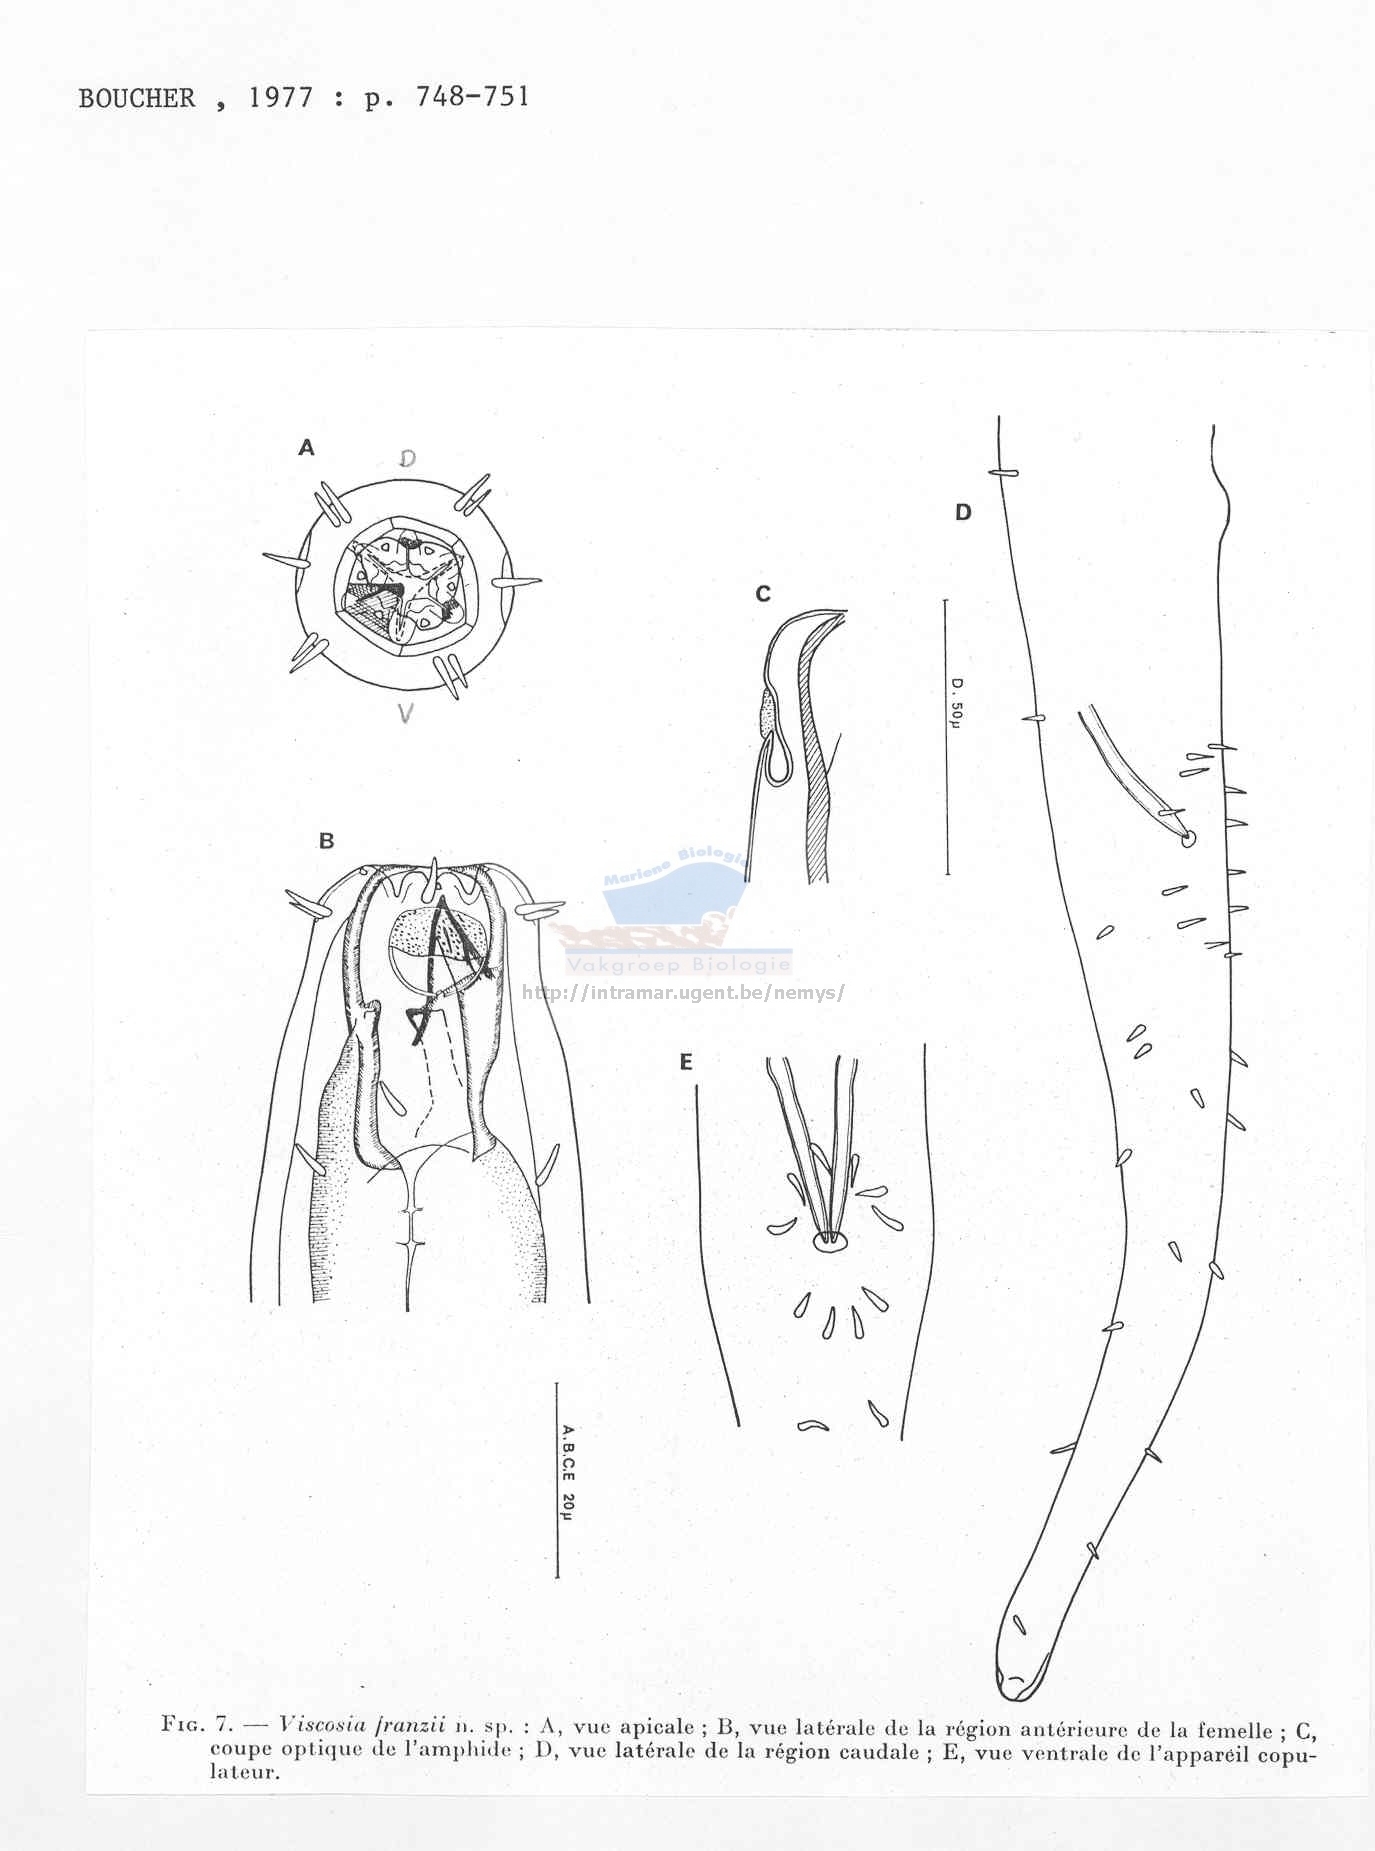 BOUCHER , 1977 : p. 748-751
A
D
V
B
C
D
D. 50µ
Mariene Biologie
Vakgroep Biologie
http://intramar.ugent.be/nemys/
E
A.B.C.E 20µ
FIG. 7. — Viscosia franzii n. sp. : A, vue apicale ; B, vue latérale de la région antérieure de la femelle ; C,
coupe optique de l'amphide ; D, vue latérale de la région caudale ; E, vue ventrale de l'appareil copu-
lateur.